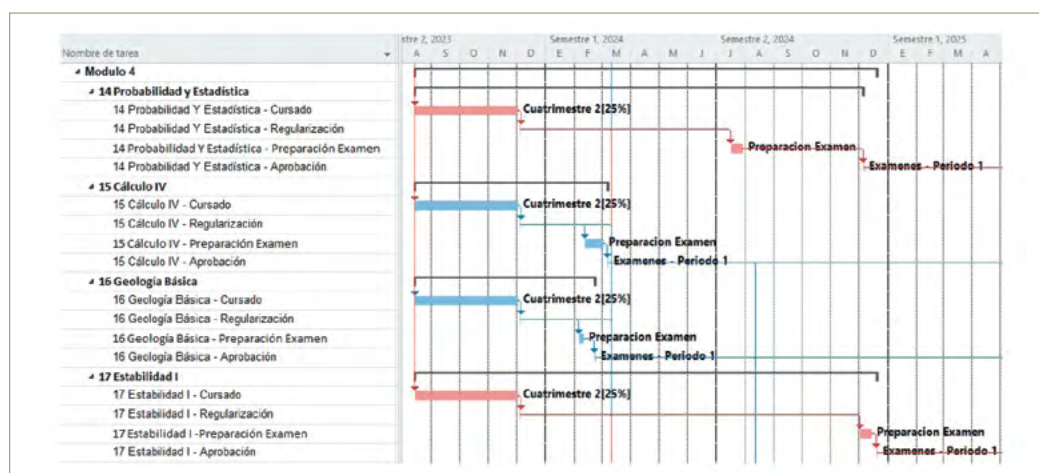 stre 2, 2023 Semestre 1, 2024 Semestre 2, 2024 Semestre 1, 2025
Nombre de tarea A S O N D E F M A M J J A S O N D E F M A
Modulo 4
14 Probabilidad y Estadística
14 Probabilidad Y Estadística - Cursado Cuatrimestre 2[25%]
14 Probabilidad Y Estadística - Regularización
14 Probabilidad Y Estadística - Preparación Examen Preparacion Examen
14 Probabilidad Y Estadística - Aprobación Examenes - Periodo 1
15 Cálculo IV
15 Cálculo IV - Cursado Cuatrimestre 2[25%]
15 Cálculo IV - Regularización
15 Cálculo IV - Preparación Examen Preparacion Examen
15 Cálculo IV - Aprobación Examenes - Periodo 1
16 Geología Básica
16 Geología Básica - Cursado Cuatrimestre 2[25%]
16 Geología Básica - Regularización
16 Geología Básica - Preparación Examen Preparacion Examen
16 Geología Básica - Aprobación Examenes - Periodo 1
17 Estabilidad I
17 Estabilidad I - Cursado Cuatrimestre 2[25%]
17 Estabilidad I - Regularización
17 Estabilidad I -Preparación Examen Preparacion Examen
17 Estabilidad I - Aprobación Examenes - Periodo 1